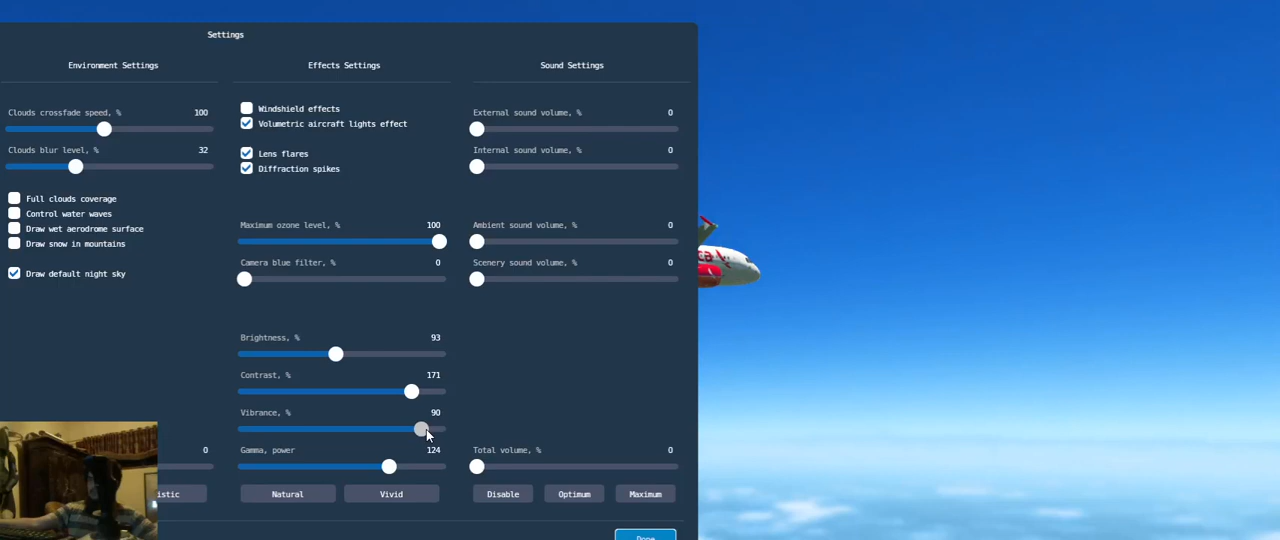 Settings
Environment Settings
Clouds crossfade speed, % 100
Clouds blur level, % 32
Full clouds coverage
Control water waves
Draw wet aerodrome surface
Draw snow in mountains
Draw default night sky
0
Effects Settings
Windshield effects
Volumetric aircraft lights effect
Lens flares
Diffraction spikes
Maximum ozone level, % 100
Camera blue filter, % 0
Brightness, % 93
Contrast, % 171
Vibrance, % 90
Gamma, power 124
Natural Vivid
Sound Settings
External sound volume, % 0
Internal sound volume, % 0
Ambient sound volume, % 0
Scenery sound volume, % 0
Total volume, % 0
Disable Optimum Maximum
Done